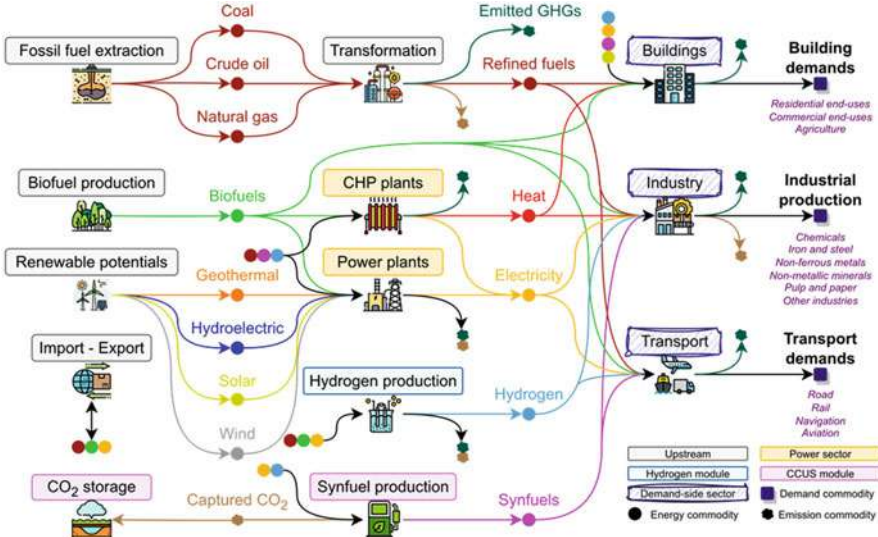 Coal
Emitted GHGs
Fossil fuel extraction
Transformation
Buildings
Building
demands
Crude oil
Refined fuels
Residential end-uses
Commercial end-uses
Agriculture
Natural gas
Biofuel production
CHP plants
Industry
Industrial
production
Biofuels
Heat
Chemicals
Iron and steel
Non-ferrous metals
Non-metallic minerals
Pulp and paper
Other industries
Renewable potentials
Geothermal
Power plants
Electricity
Hydroelectric
Import - Export
Transport
Transport
demands
Solar
Hydrogen production
Hydrogen
Road
Rail
Navigation
Aviation
Wind
CO2 storage
Captured CO2
Synfuel production
Synfuels
Upstream
Power sector
Hydrogen module
CCUS module
Demand-side sector
Demand commodity
Energy commodity
Emission commodity